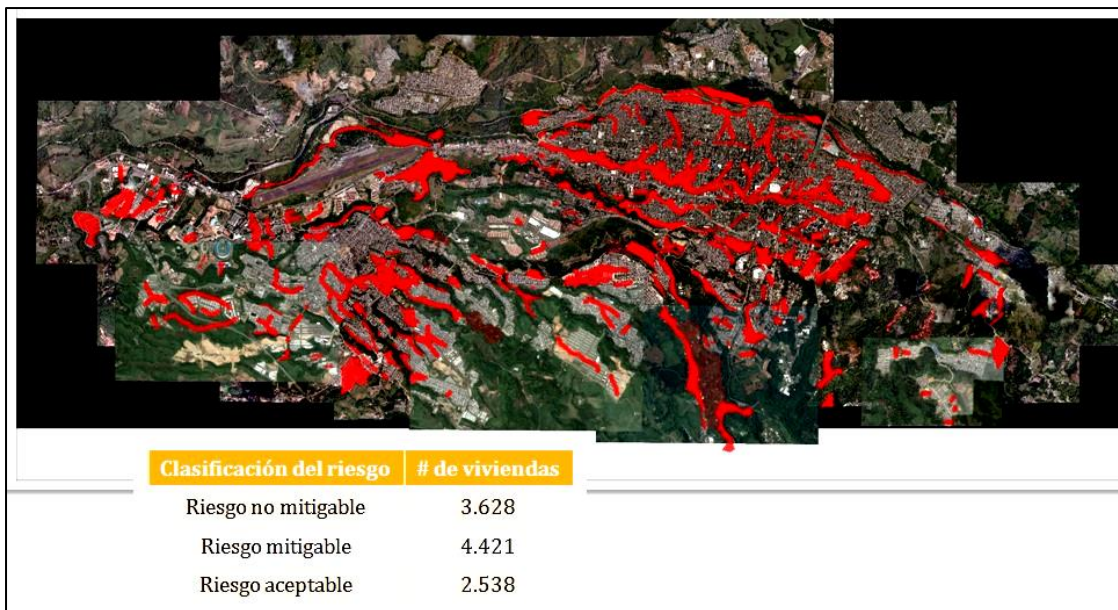 Clasificación del riesgo # de viviendas
Riesgo no mitigable 3.628
Riesgo mitigable 4.421
Riesgo aceptable 2.538